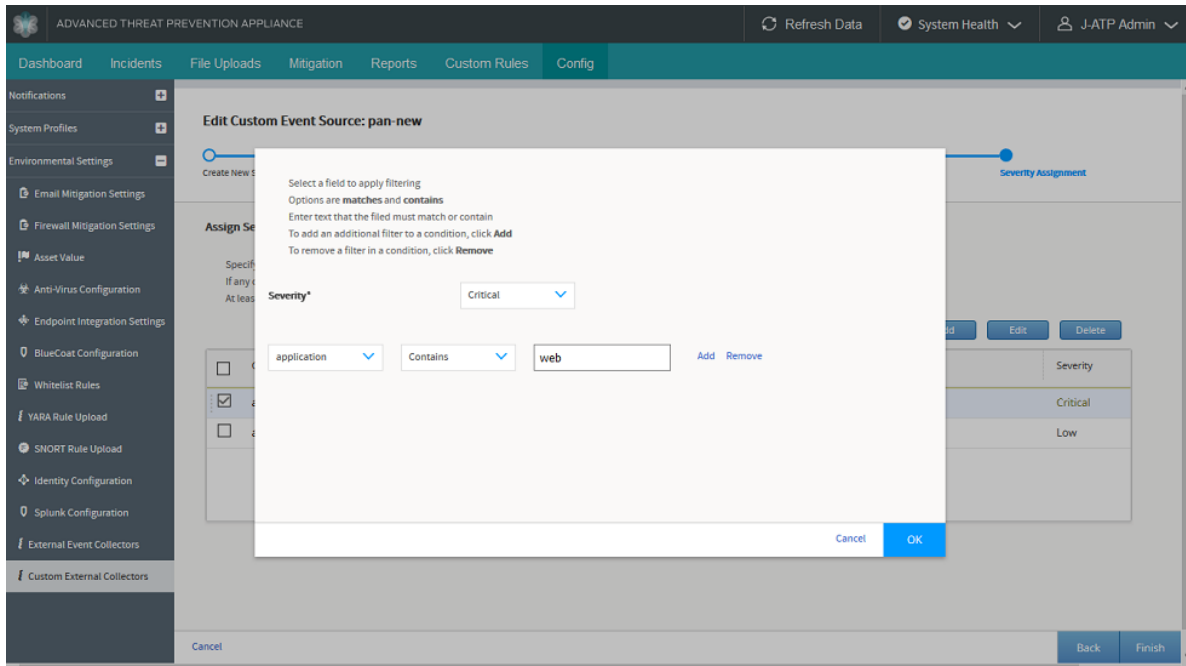 ADVANCED THREAT PREVENTION APPLIANCE
Refresh Data
System Health
J-ATP Admin
Dashboard Incidents File Uploads Mitigation Reports Custom Rules Config
Notifications
System Profiles
Environmental Settings
Email Mitigation Settings
Firewall Mitigation Settings
Asset Value
Anti-Virus Configuration
Endpoint Integration Settings
BlueCoat Configuration
Whitelist Rules
YARA Rule Upload
SNORT Rule Upload
Identity Configuration
Splunk Configuration
External Event Collectors
Custom External Collectors
Edit Custom Event Source: pan-new
Create New
Severity Assignment
Assign Se
Specify
If any
At leas
Select a field to apply filtering
Options are matches and contains
Enter text that the filed must match or contain
To add an additional filter to a condition, click Add
To remove a filter in a condition, click Remove
Severity* Critical
application Contains web Add Remove
Cancel OK
dd Edit Delete
Severity
Critical
Low
Cancel Back Finish